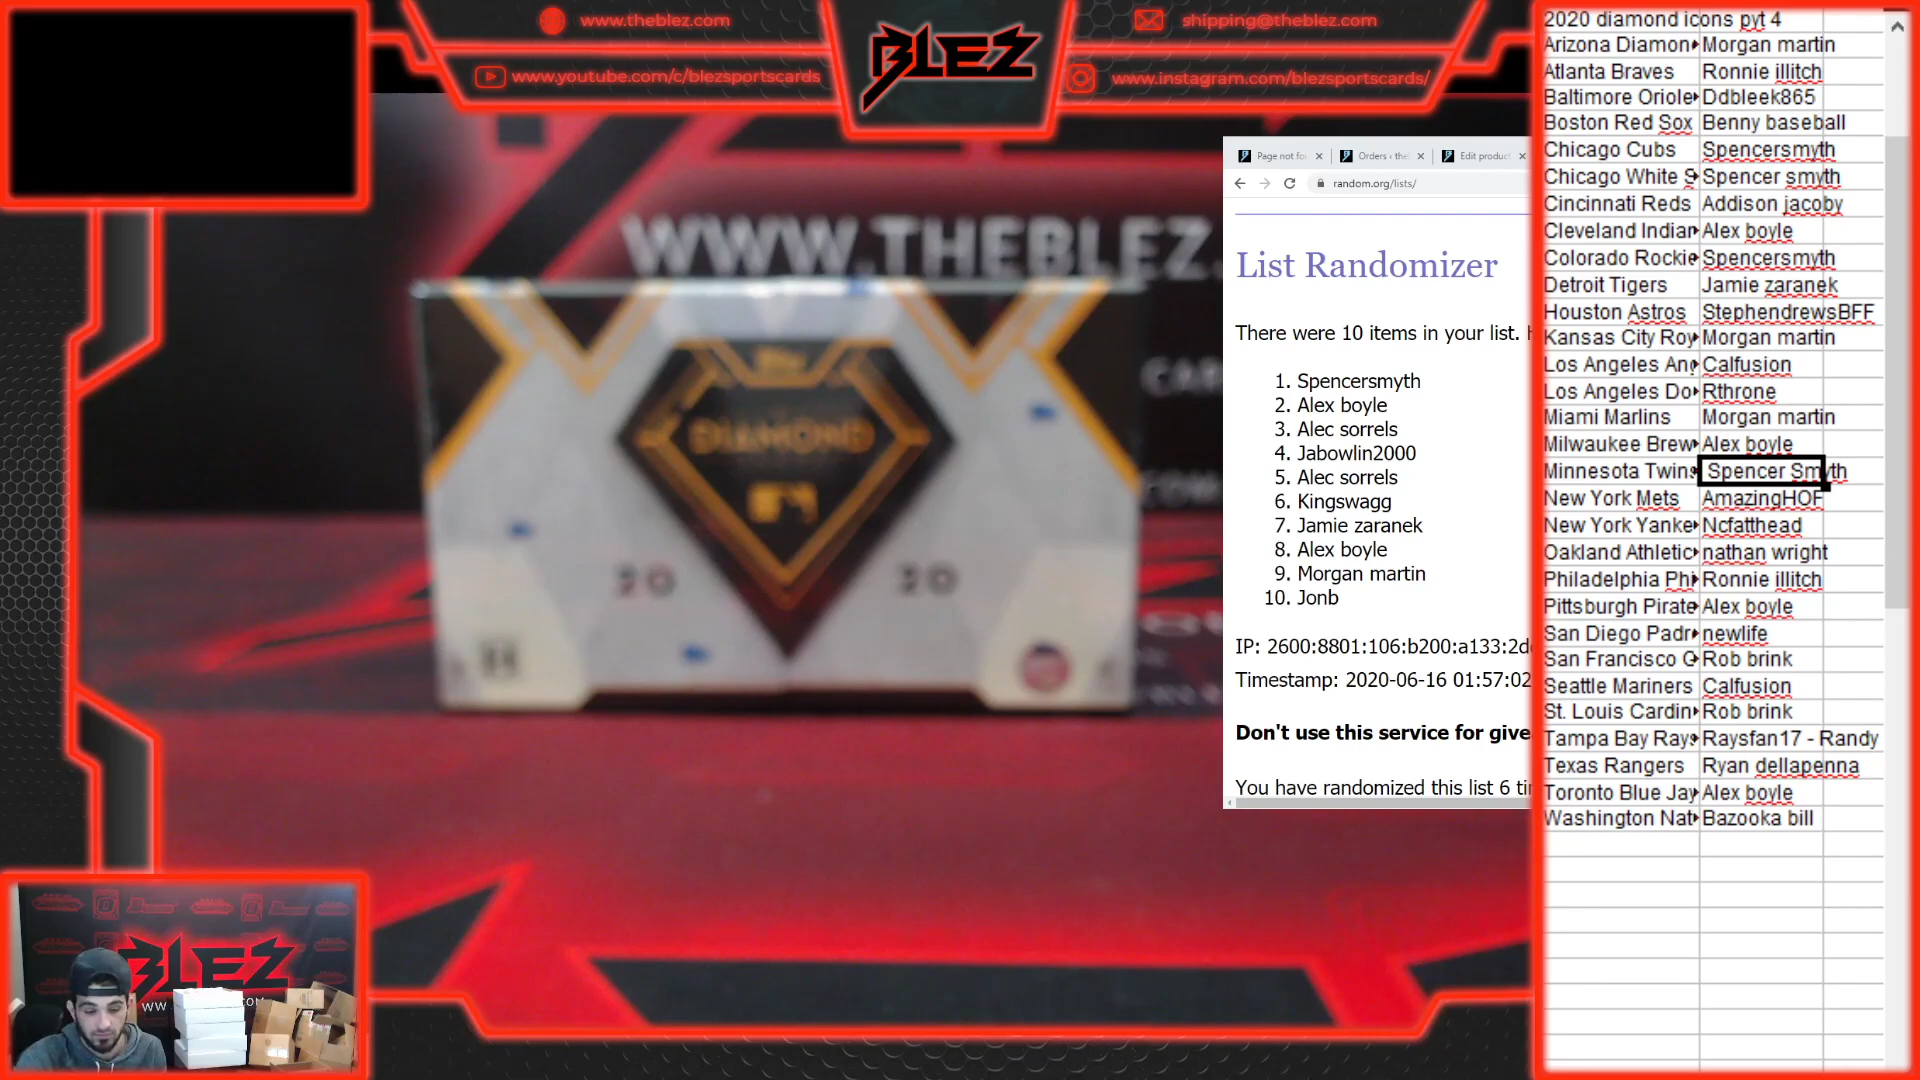 www.theblez.com
www.youtube.com/c/blezsportscards
BLEZ
shipping@theblez.com
www.instagram.com/blezsportscards/
WWW.THEBLEZ.
DIAMOND
20 20
Orders
Edit product
random.org/lists/
List Randomizer
There were 10 items in your list.
1. Spencersmyth
2. Alex boyle
3. Alec sorrels
4. Jabowlin2000
5. Alec sorrels
6. Kingswagg
7. Jamie zaranek
8. Alex boyle
9. Morgan martin
10. Jonb
IP: 2600:8801:106:b200:a133:2d
Timestamp: 2020-06-16 01:57:02
Don't use this service for give
You have randomized this list 6 ti
2020 diamond icons pyt 4
Arizona Diamon Morgan martin
Atlanta Braves Ronnie illitch
Baltimore Oriole Ddbleek865
Boston Red Sox Benny baseball
Chicago Cubs Spencersmyth
Chicago White S Spencer smyth
Cincinnati Reds Addison jacoby
Cleveland Indian Alex boyle
Colorado Rockie Spencersmyth
Detroit Tigers Jamie zaranek
Houston Astros StephendrewsBFF
Kansas City Roy Morgan martin
Los Angeles Ang Calfusion
Los Angeles Do Rthrone
Miami Marlins Morgan martin
Milwaukee Brew Alex boyle
Minnesota Twins Spencer Smyth
New York Mets AmazingHOF
New York Yanke Ncfatthead
Oakland Athletic nathan wright
Philadelphia Phi Ronnie illitch
Pittsburgh Pirate Alex boyle
San Diego Padr newlife
San Francisco G Rob brink
Seattle Mariners Calfusion
St. Louis Cardin Rob brink
Tampa Bay Rays Raysfan17 - Randy
Texas Rangers Ryan dellapenna
Toronto Blue Jay Alex boyle
Washington Nat Bazooka bill
BLEZ